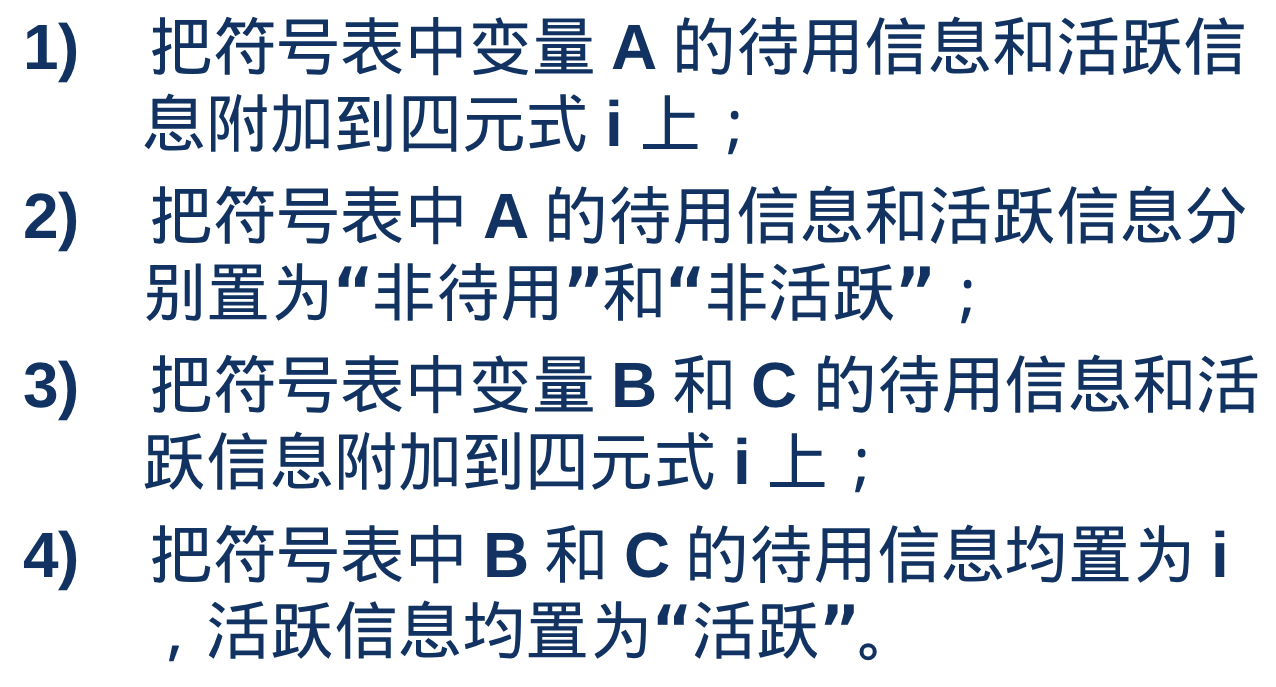 1) 把符号表中变量 A 的待用信息和活跃信
息附加到四元式 i 上；
2) 把符号表中 A 的待用信息和活跃信息分
别置为“非待用”和“非活跃”；
3) 把符号表中变量 B 和 C 的待用信息和活
跃信息附加到四元式 i 上；
4) 把符号表中 B 和 C 的待用信息均置为 i
，活跃信息均置为“活跃”。